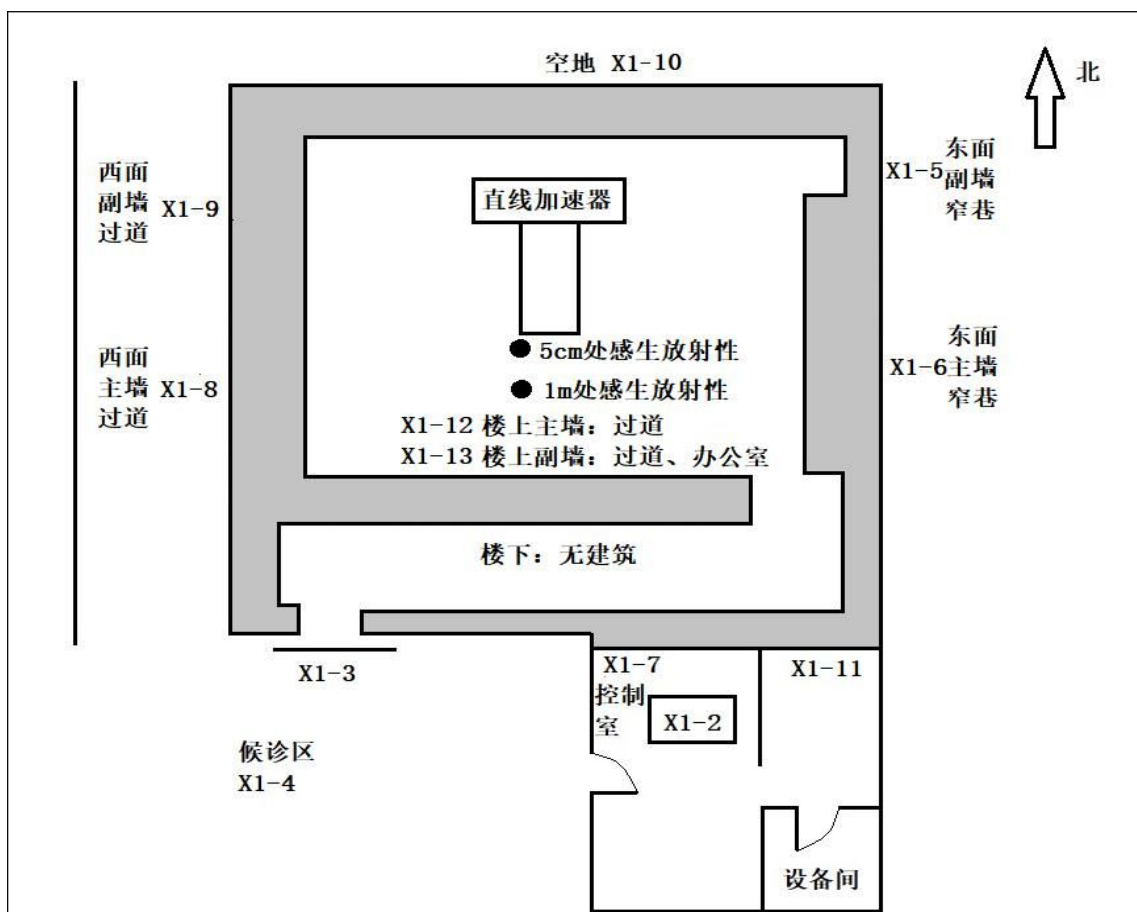 空地 X1-10
北
西面
副墙 X1-9
过道
直线加速器
东面
X1-5 副墙
窄巷
5cm处感生放射性
1m处感生放射性
西面
主墙 X1-8
过道
东面
X1-6 主墙
窄巷
X1-12 楼上主墙：过道
X1-13 楼上副墙：过道、办公室
楼下：无建筑
X1-3
X1-7
控制
室
X1-2
X1-11
候诊区
X1-4
设备间